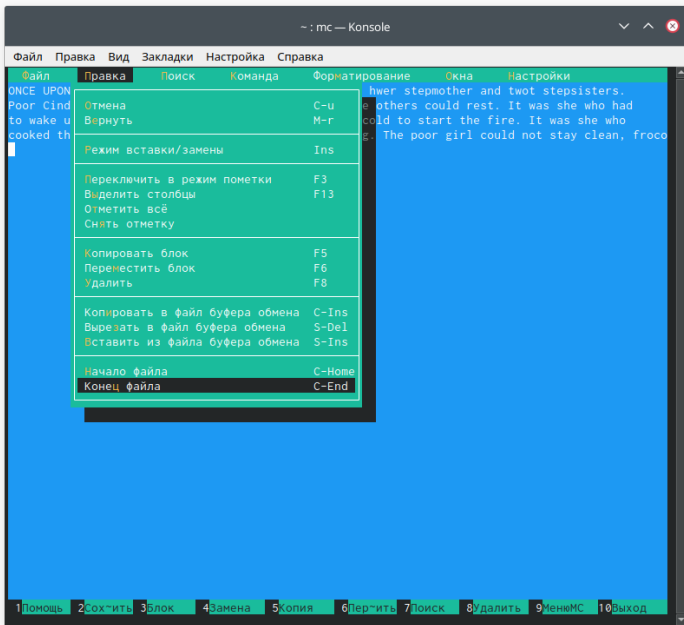 ~ : mc — Konsole
Файл Правка Вид Закладки Настройка Справка
Файл Правка Поиск Команда Форматирование Окна Настройки
ONCE UPON hwer stepmother and twot stepsisters.
Poor Cind e others could rest. It was she who had
to wake u cold to start the fire. It was she who
cooked th g. The poor girl could not stay clean, froco
Отмена C-u
Вернуть M-r
Режим вставки/замены Ins
Переключить в режим пометки F3
Выделить столбцы F13
Отметить всё
Снять отметку
Копировать блок F5
Переместить блок F6
Удалить F8
Копировать в файл буфера обмена C-Ins
Вырезать в файл буфера обмена S-Del
Вставить из файла буфера обмена S-Ins
Начало файла C-Home
Конец файла C-End
1Помощь 2Сох~ить 3Блок 4Замена 5Копия 6Пер~ить 7Поиск 8Удалить 9МенюМС 10Выход